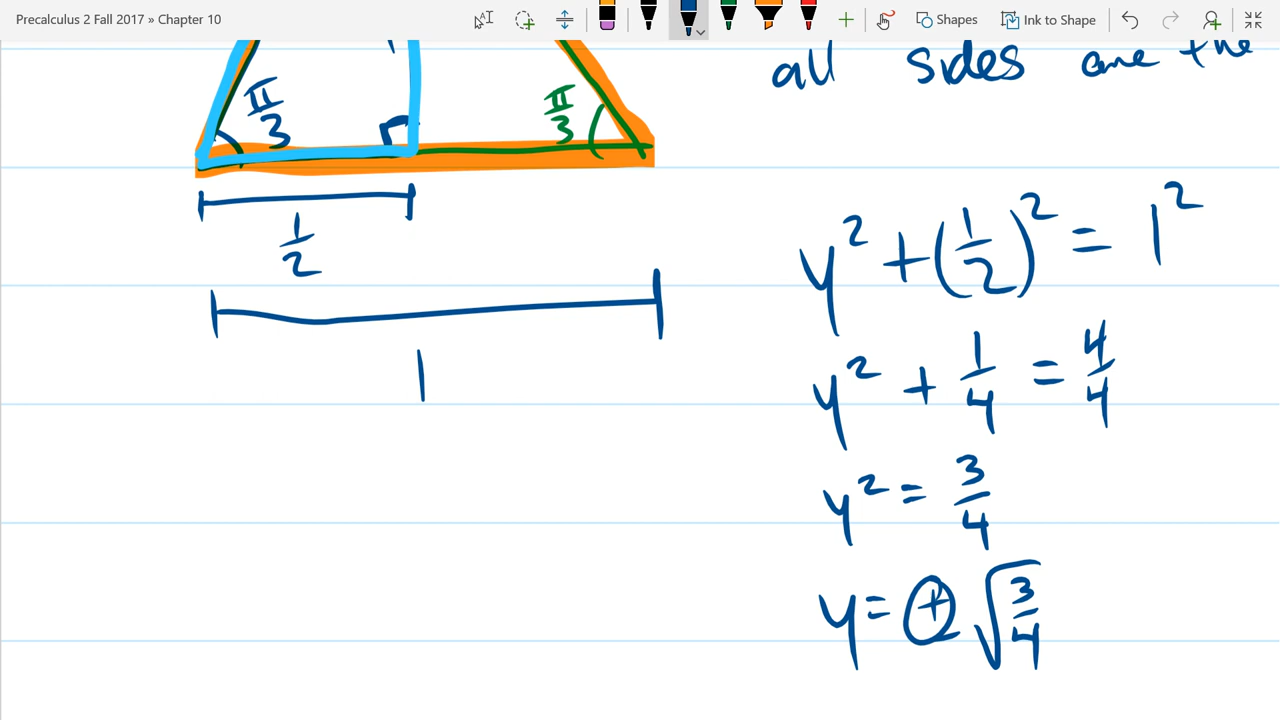 Precalculus 2 Fall 2017 » Chapter 10
Shapes
Ink to Shape
all sides are the
π/3
π/3
1/2
1
y² + (1/2)² = 1²
y² + 1/4 = 4/4
y² = 3/4
y = ± √(3/4)